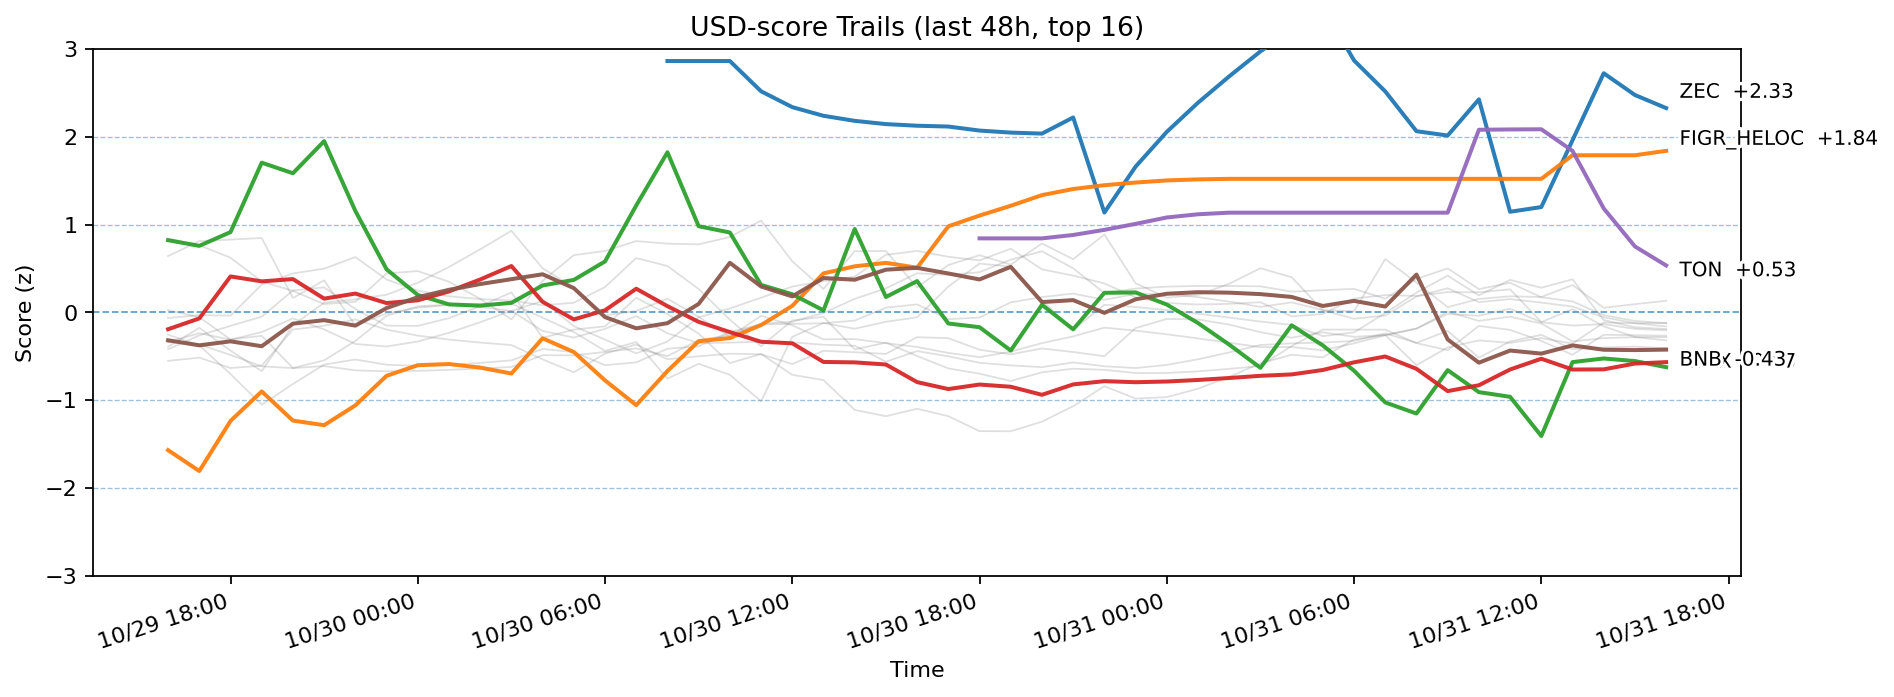 USD-score Trails (last 48h, top 16)
Score (z)
3
2
1
0
−1
−2
−3
ZEC +2.33
FIGR_HELOC +1.84
TON +0.53
BNB
10/29 18:00
10/30 00:00
10/30 06:00
10/30 12:00
10/30 18:00
10/31 00:00
10/31 06:00
10/31 12:00
10/31 18:00
Time